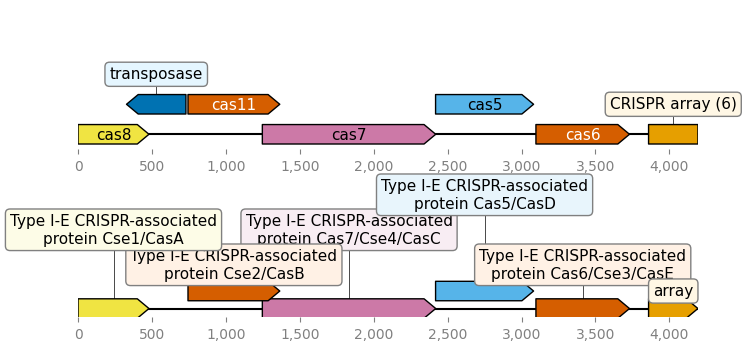 transposase
cas11
cas5
CRISPR array (6)
cas8
cas7
cas6
0 500 1,000 1,500 2,000 2,500 3,000 3,500 4,000
Type I-E CRISPR-associated
protein Cas5/CasD
Type I-E CRISPR-associated
protein Cse1/CasA
Type I-E CRISPR-associated
protein Cas7/Cse4/CasC
Type I-E CRISPR-associated
protein Cse2/CasB
Type I-E CRISPR-associated
protein Cas6/Cse3/CasE
array
0 500 1,000 1,500 2,000 2,500 3,000 3,500 4,000